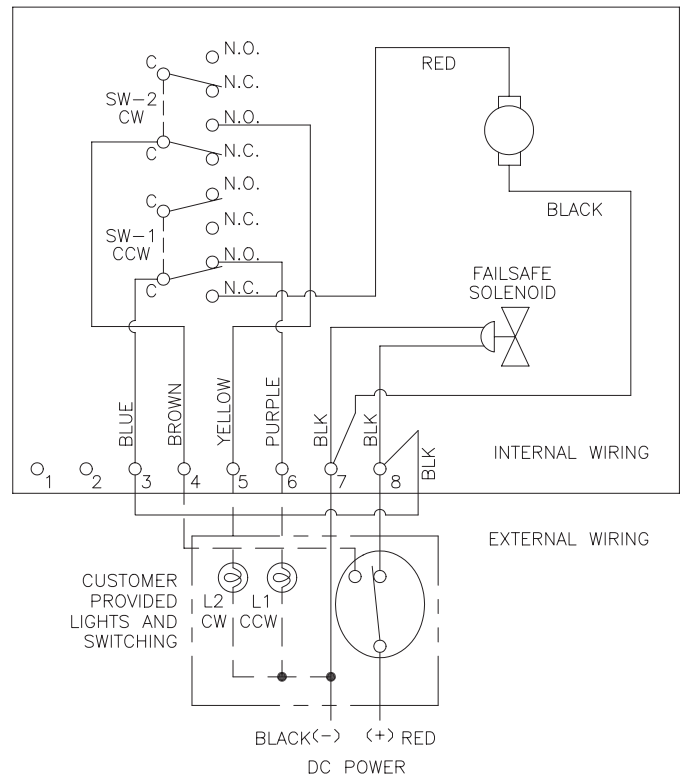 N.O.
C
N.C.
RED
SW-2
CW
N.O.
C
N.C.
N.O.
C
BLACK
N.C.
SW-1
CCW
N.O.
FAILSAFE
SOLENOID
C
N.C.
BLUE
BROWN
YELLOW
PURPLE
BLK
BLK
BLK
INTERNAL WIRING
1
2
3
4
5
6
7
8
EXTERNAL WIRING
CUSTOMER
PROVIDED
LIGHTS AND
SWITCHING
L2
CW
L1
CCW
BLACK(-)
(+) RED
DC POWER